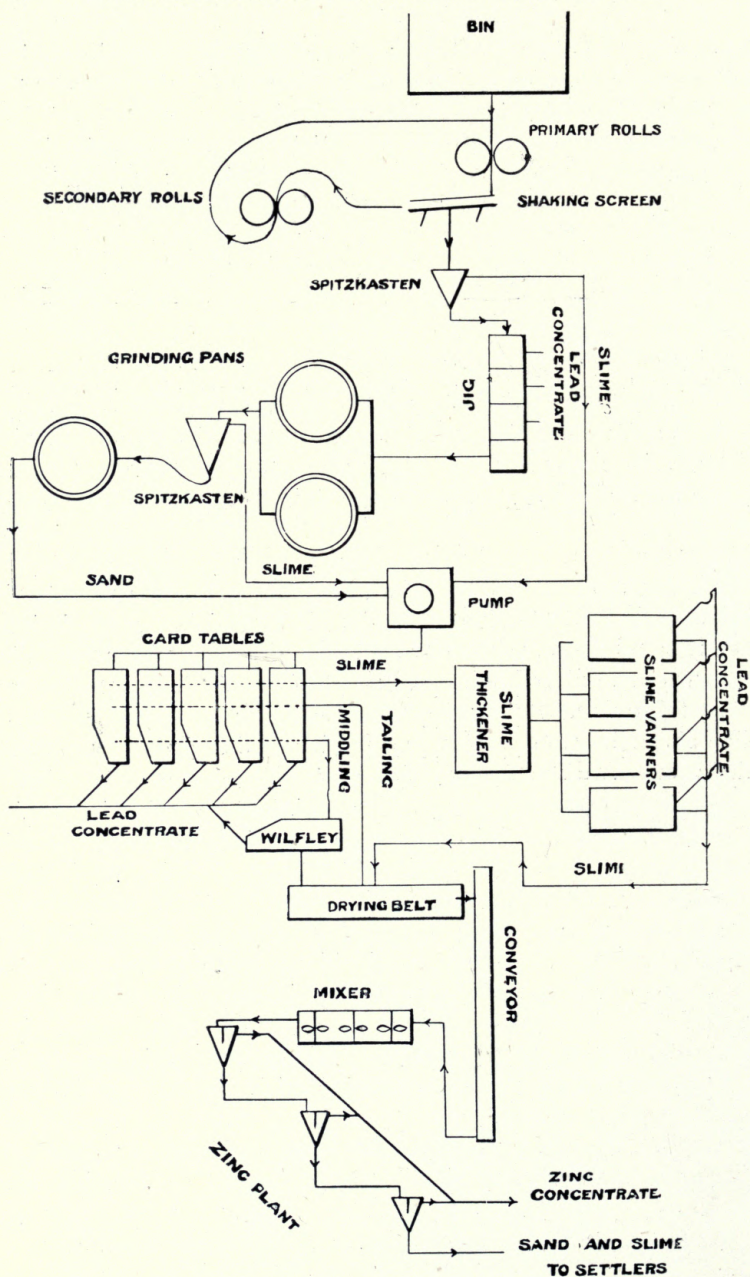 BIN
PRIMARY ROLLS
SECONDARY ROLLS
SHAKING SCREEN
SPITZKASTEN
LEAD
CONCENTRATE
SLIME
JIG
GRINDING PANS
SPITZKASTEN
SLIME
SAND
PUMP
CARD TABLES
SLIME
SLIME
THICKENER
SLIME VANNERS
LEAD
CONCENTRATE
TAILING
MIDDLING
LEAD
CONCENTRATE
WILFLEY
SLIMI
DRYING BELT
CONVEYOR
MIXER
ZINC PLANT
ZINC
CONCENTRATE
SAND AND SLIME
TO SETTLERS